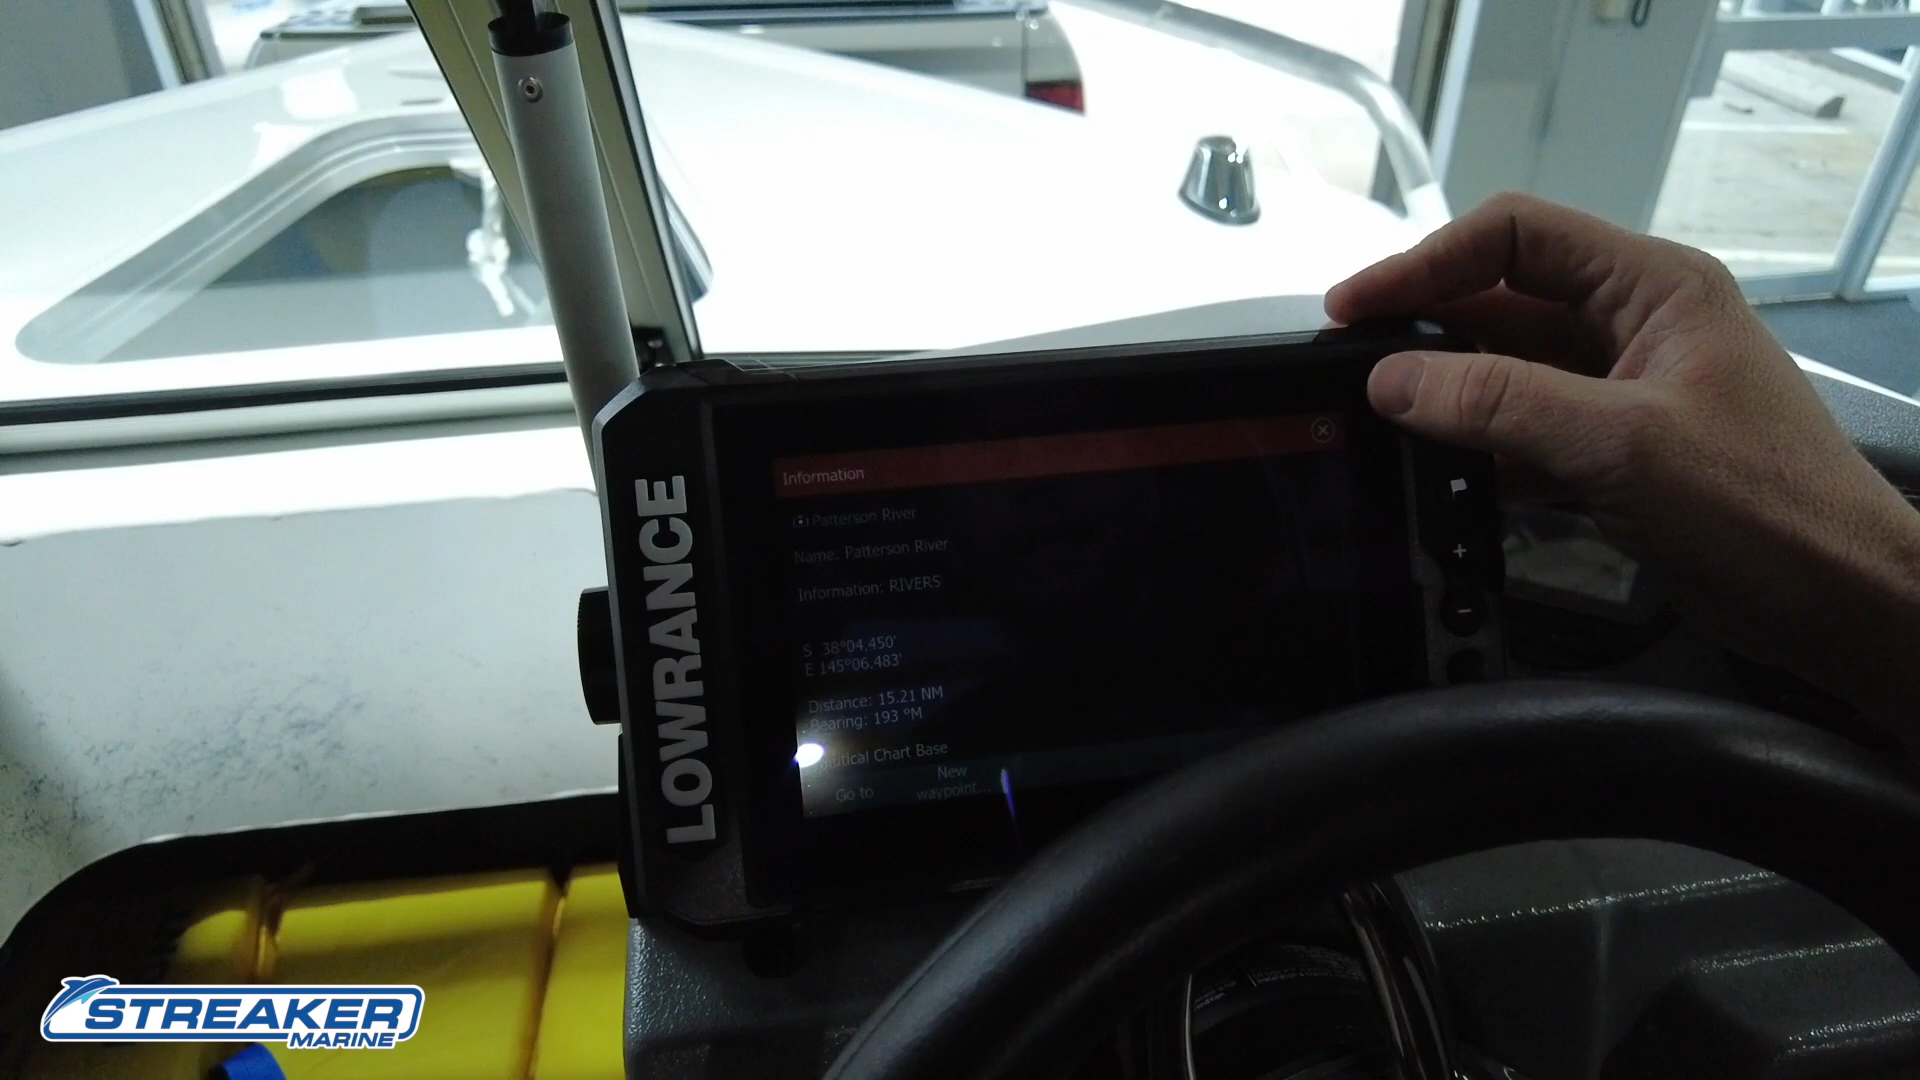 Information
Patterson River
Name: Patterson River
Information: RIVERS
S 38°04.450'
E 145°06.483'
Distance: 15.21 NM
Bearing: 193 °M
Chart Base
Go to
New
waypoint...
LOWRANCE
+
-
STREAKER
MARINE